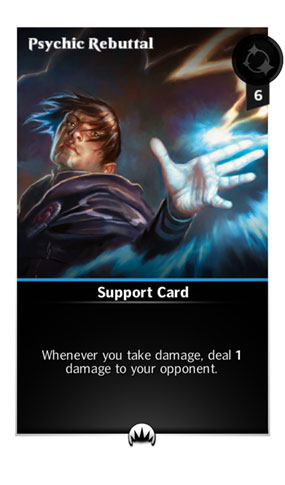 Psychic Rebuttal
6
Support Card
Whenever you take damage, deal 1
damage to your opponent.